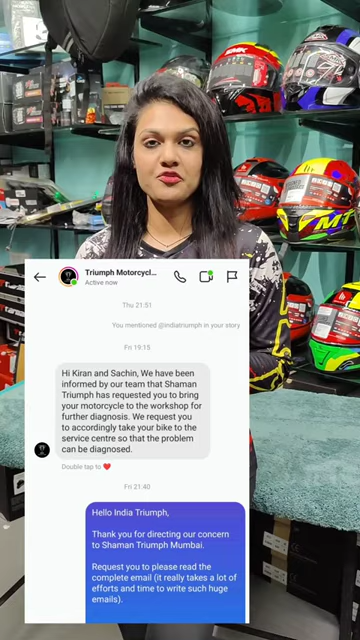 Triumph Motorcycl...
Active now
Thu 21:51
You mentioned @indiatriumph in your story
Fri 19:15
Hi Kiran and Sachin, We have been
informed by our team that Shaman
Triumph has requested you to bring
your motorcycle to the workshop for
further diagnosis. We request you
to accordingly take your bike to the
service centre so that the problem
can be diagnosed.
Double tap to ❤️
Fri 21:40
Hello India Triumph,
Thank you for directing our concern
to Shaman Triumph Mumbai.
Request you to please read the
complete email (it really takes a lot of
efforts and time to write such huge
emails).
SMK
MT